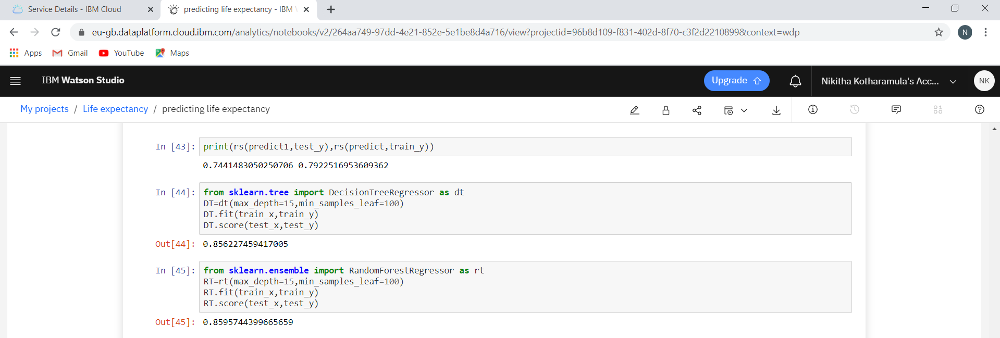 Service Details - IBM Cloud
predicting life expectancy - IBM
eu-gb.dataplatform.cloud.ibm.com/analytics/notebooks/v2/264aa749-97dd-4e21-852e-5e1be8d4a716/view?projectid=96b8d109-f831-402d-8f70-c3f2d2210899&context=wdp
N
Apps Gmail YouTube Maps
IBM Watson Studio
Upgrade
Nikitha Kotharamula's Acc...
NK
My projects / Life expectancy / predicting life expectancy
In [43]: print(rs(predict1,test_y),rs(predict,train_y))
0.7441483050250706 0.7922516953609362
In [44]: from sklearn.tree import DecisionTreeRegressor as dt
DT=dt(max_depth=15,min_samples_leaf=100)
DT.fit(train_x,train_y)
DT.score(test_x,test_y)
Out[44]: 0.856227459417005
In [45]: from sklearn.ensemble import RandomForestRegressor as rt
RT=rt(max_depth=15,min_samples_leaf=100)
RT.fit(train_x,train_y)
RT.score(test_x,test_y)
Out[45]: 0.8595744399665659